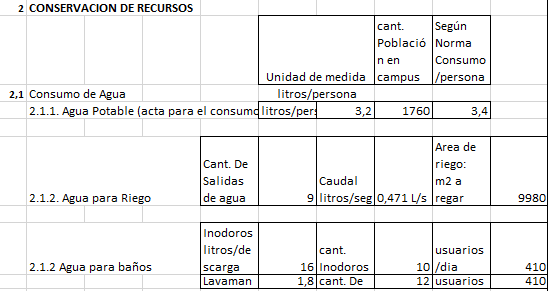 2 CONSERVACION DE RECURSOS
Unidad de medida
cant.
Població
n en
campus
Según
Norma
Consumo
/persona
2,1 Consumo de Agua litros/persona
2.1.1. Agua Potable (acta para el consumo litros/pers 3,2 1760 3,4
2.1.2. Agua para Riego
Cant. De
Salidas
de agua
9
Caudal
litros/seg
0,471 L/s
Area de
riego:
m2 a
regar
9980
2.1.2 Agua para baños
Inodoros
litros/de
scarga
16
cant.
Inodoros
10
usuarios
/dia
410
Lavaman 1,8 cant. De 12 usuarios 410